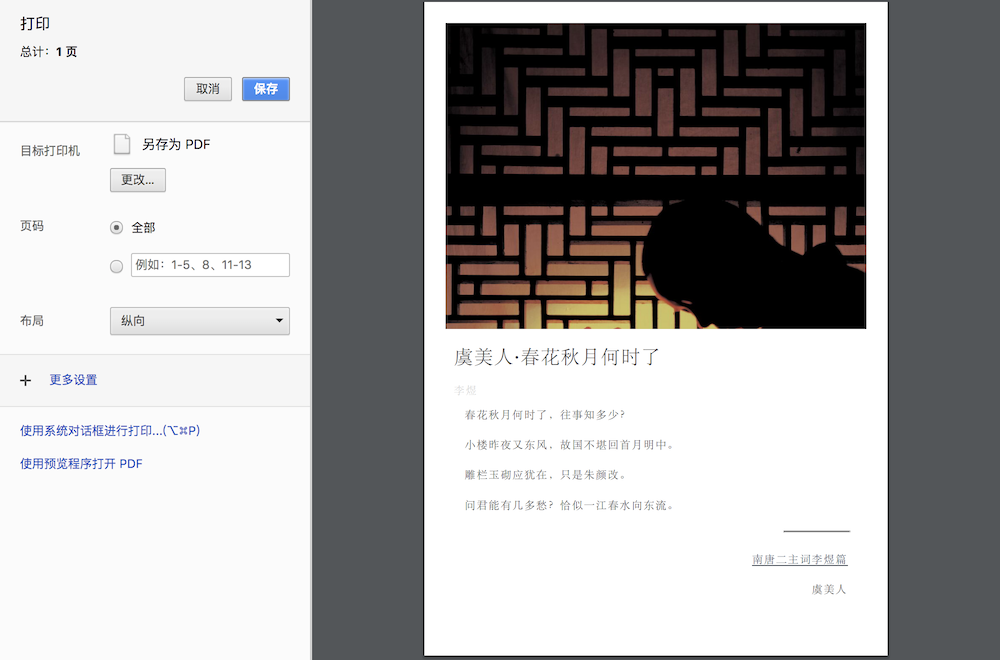 打印
总计：1 页
取消
保存
目标打印机
另存为 PDF
更改...
页码
全部
例如：1-5、8、11-13
布局
纵向
+ 更多设置
使用系统对话框进行打印...(⌥⌘P)
使用预览程序打开 PDF
虞美人·春花秋月何时了
李煜
春花秋月何时了，往事知多少？
小楼昨夜又东风，故国不堪回首月明中。
雕栏玉砌应犹在，只是朱颜改。
问君能有几多愁？恰似一江春水向东流。
南唐二主词李煜篇
虞美人